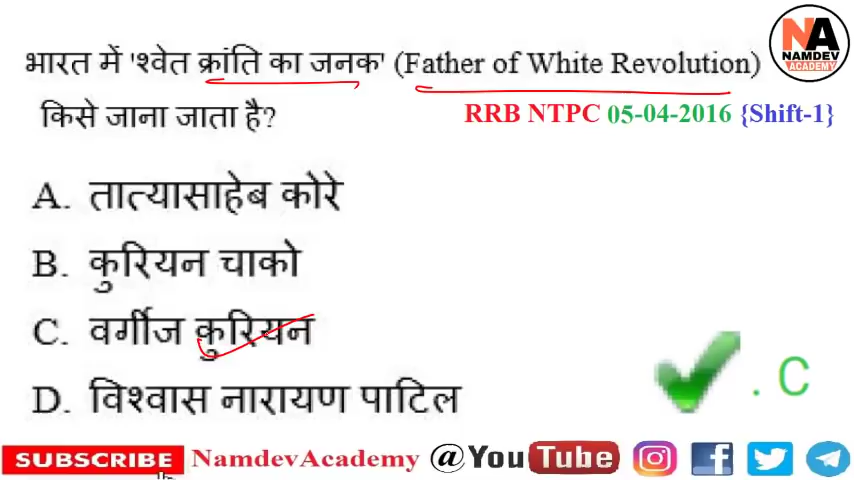 NA
NAMDEV
ACADEMY
भारत में 'श्वेत क्रांति का जनक' (Father of White Revolution)
किसे जाना जाता है?
RRB NTPC 05-04-2016 {Shift-1}
A. तात्यासाहेब कोरे
B. कुरियन चाको
C. वर्गीज कुरियन
D. विश्वास नारायण पाटिल
. C
SUBSCRIBE NamdevAcademy @YouTube